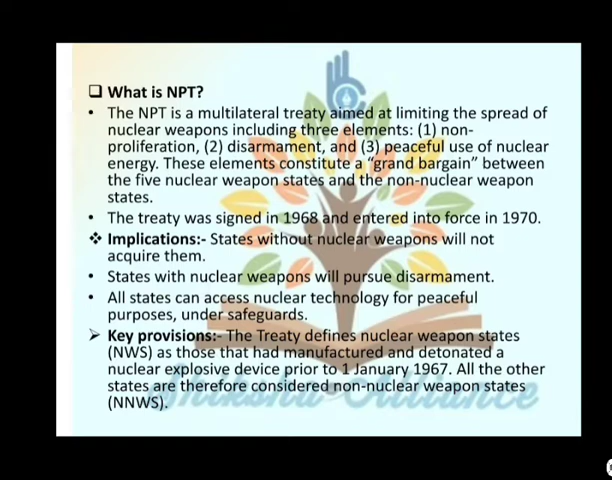 ❑ What is NPT?
• The NPT is a multilateral treaty aimed at limiting the spread of
nuclear weapons including three elements: (1) non-
proliferation, (2) disarmament, and (3) peaceful use of nuclear
energy. These elements constitute a “grand bargain” between
the five nuclear weapon states and the non-nuclear weapon
states.
• The treaty was signed in 1968 and entered into force in 1970.
❖ Implications:- States without nuclear weapons will not
acquire them.
• States with nuclear weapons will pursue disarmament.
• All states can access nuclear technology for peaceful
purposes, under safeguards.
➢ Key provisions:- The Treaty defines nuclear weapon states
(NWS) as those that had manufactured and detonated a
nuclear explosive device prior to 1 January 1967. All the other
states are therefore considered non-nuclear weapon states
(NNWS).
Shiksha Alliance